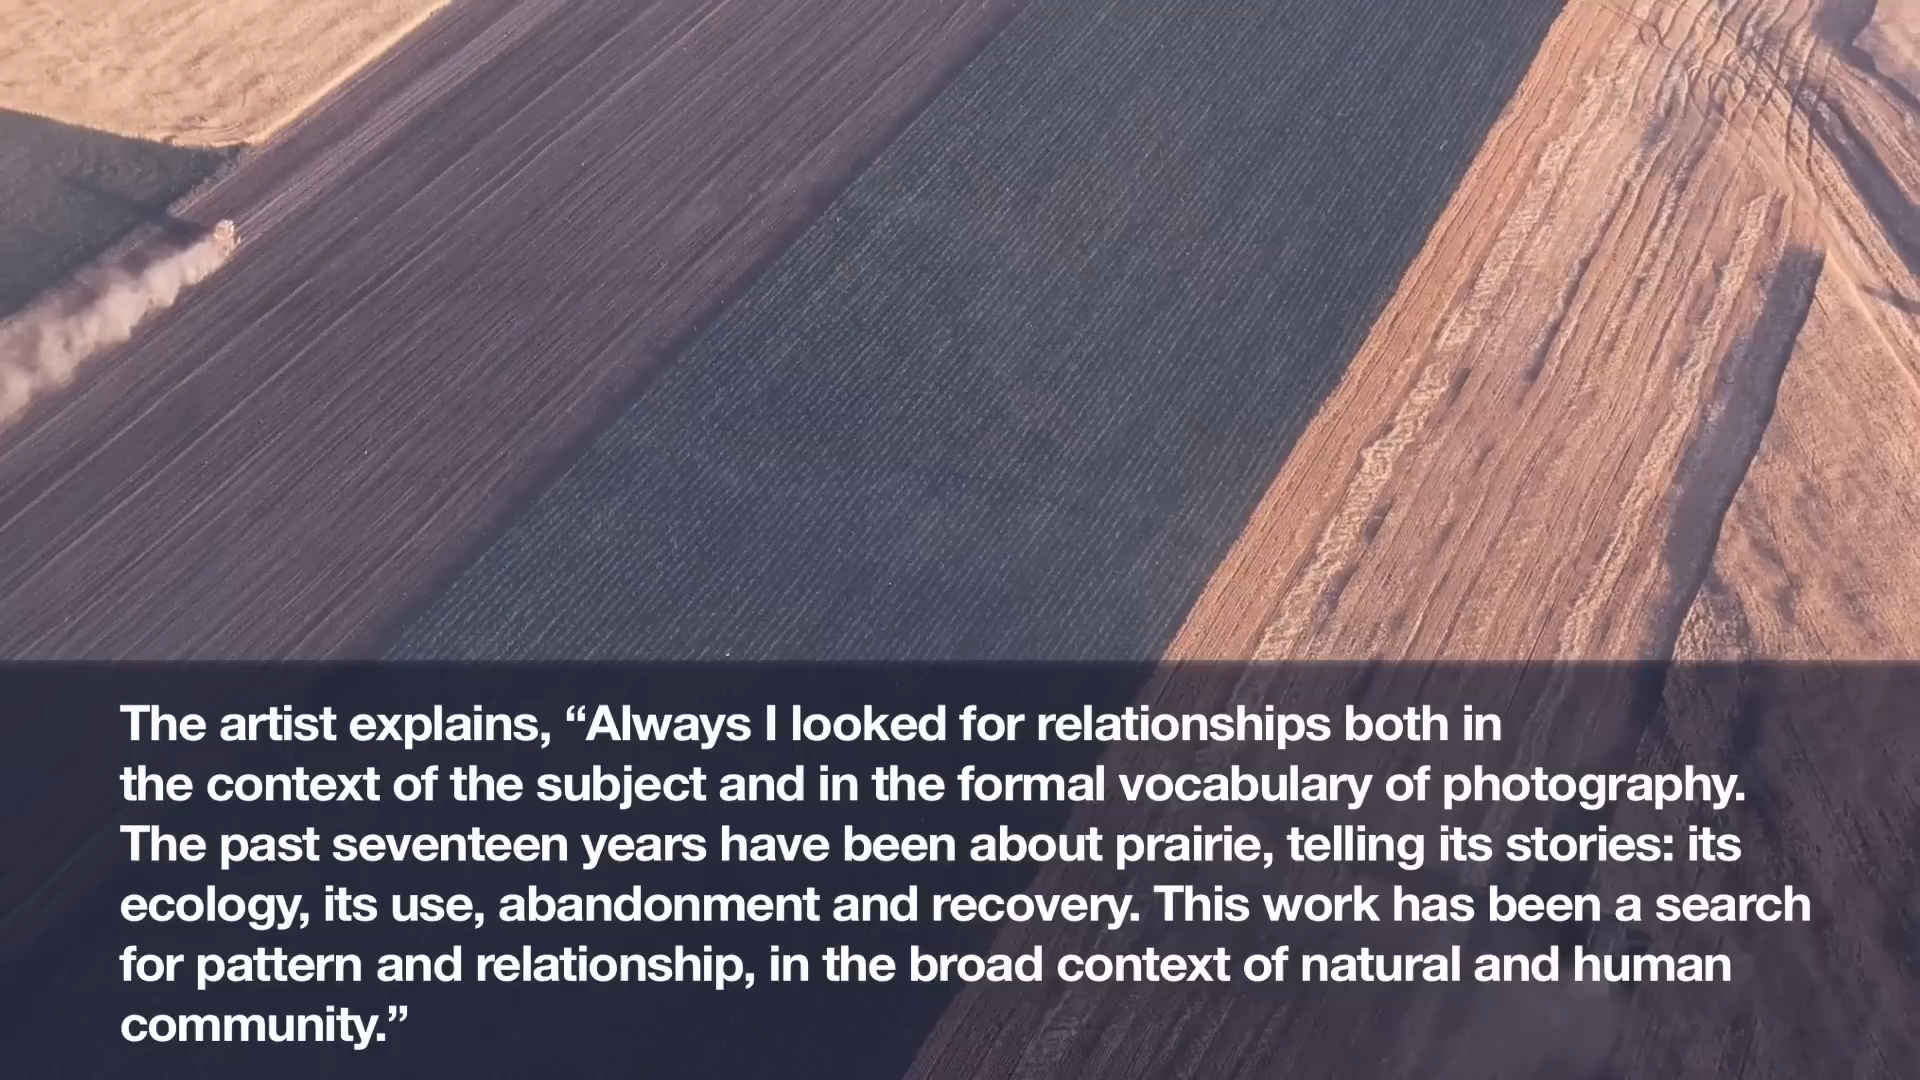 The artist explains, “Always I looked for relationships both in
the context of the subject and in the formal vocabulary of photography.
The past seventeen years have been about prairie, telling its stories: its
ecology, its use, abandonment and recovery. This work has been a search
for pattern and relationship, in the broad context of natural and human
community.”